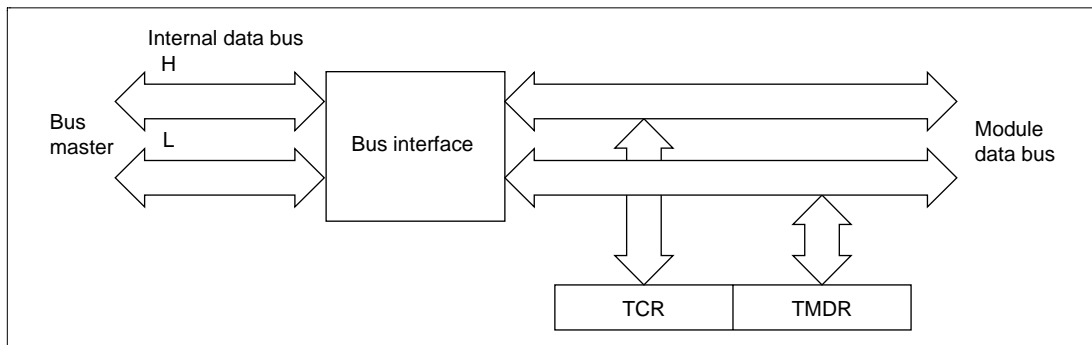 Internal data bus
H
Bus
master
L
Bus interface
Module
data bus
TCR
TMDR